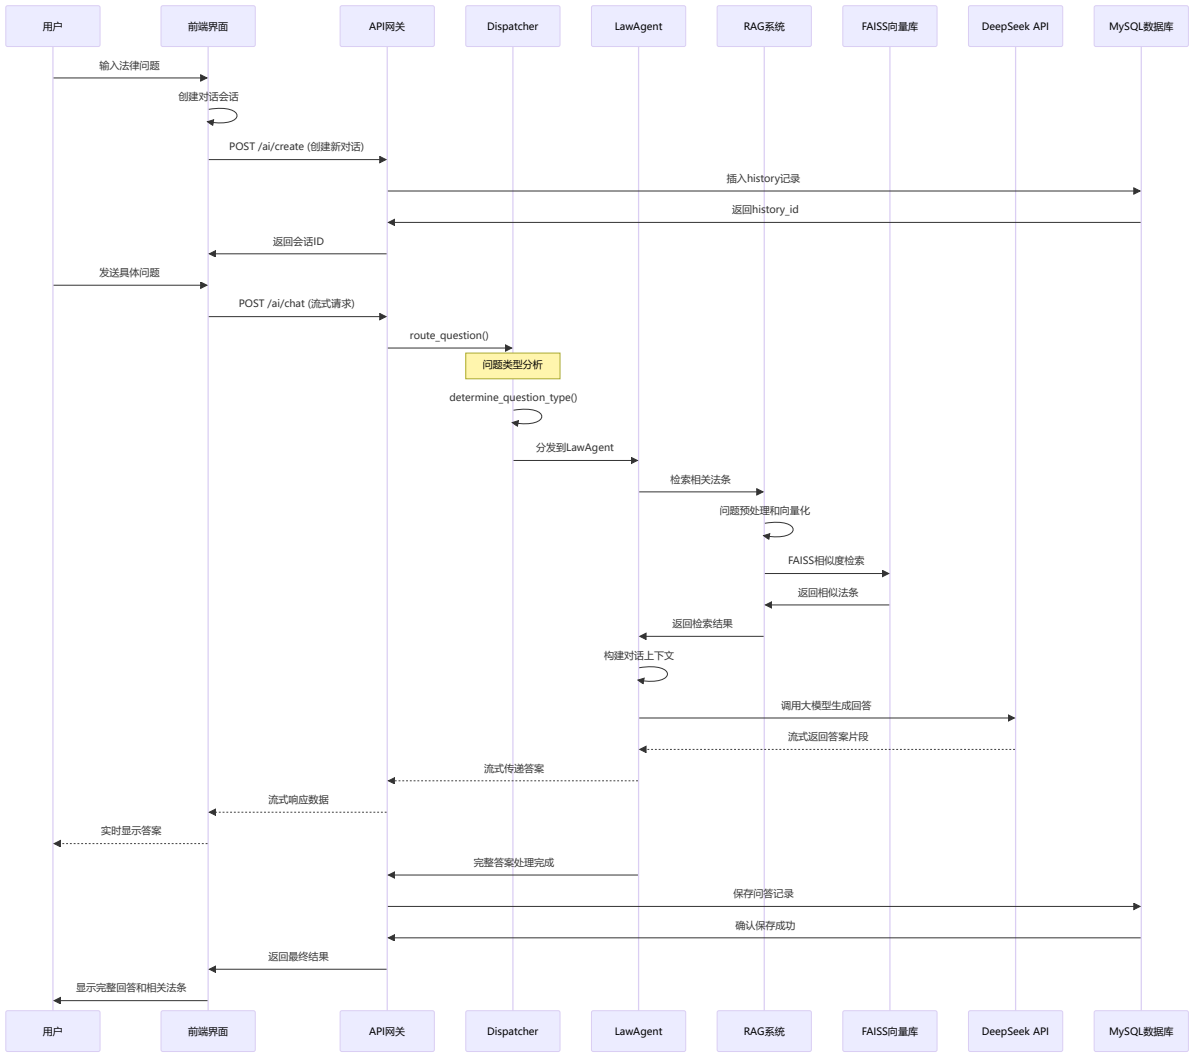 用户
前端界面
API网关
Dispatcher
LawAgent
RAG系统
FAISS向量库
DeepSeek API
MySQL数据库
输入法律问题
创建对话会话
POST /ai/create (创建新对话)
插入history记录
返回history_id
返回会话ID
发送具体问题
POST /ai/chat (流式请求)
route_question()
问题类型分析
determine_question_type()
分发到LawAgent
检索相关法条
问题预处理和向量化
FAISS相似度检索
返回相似法条
返回检索结果
构建对话上下文
调用大模型生成回答
流式返回答案片段
流式传递答案
流式响应数据
实时显示答案
完整答案处理完成
保存问答记录
确认保存成功
返回最终结果
显示完整回答和相关法条
用户
前端界面
API网关
Dispatcher
LawAgent
RAG系统
FAISS向量库
DeepSeek API
MySQL数据库